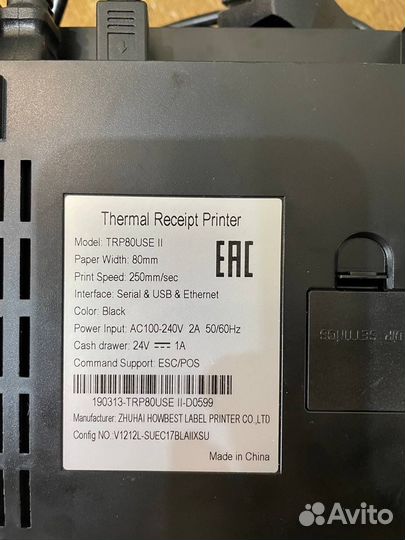 Thermal Receipt Printer
Model: TRP80USE II
Paper Width: 80mm
Print Speed: 250mm/sec
Interface: Serial & USB & Ethernet
Color: Black
Power Input: AC100-240V 2A 50/60Hz
Cash drawer: 24V ⎓ 1A
Command Support: ESC/POS
EAC
190313-TRP80USE II-D0599
Manufacturer: ZHUHAI HOWBEST LABEL PRINTER CO.,LTD
Config NO.:V1212L-SUEC17BLAIIXSU
Made in China
DIP SETTINGS
Avito